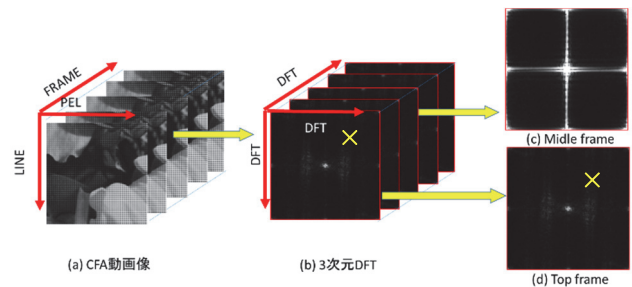 FRAME
PEL
LINE
(a) CFA動画像
DFT
DFT
DFT
(b) 3次元DFT
(c) Midle frame
(d) Top frame